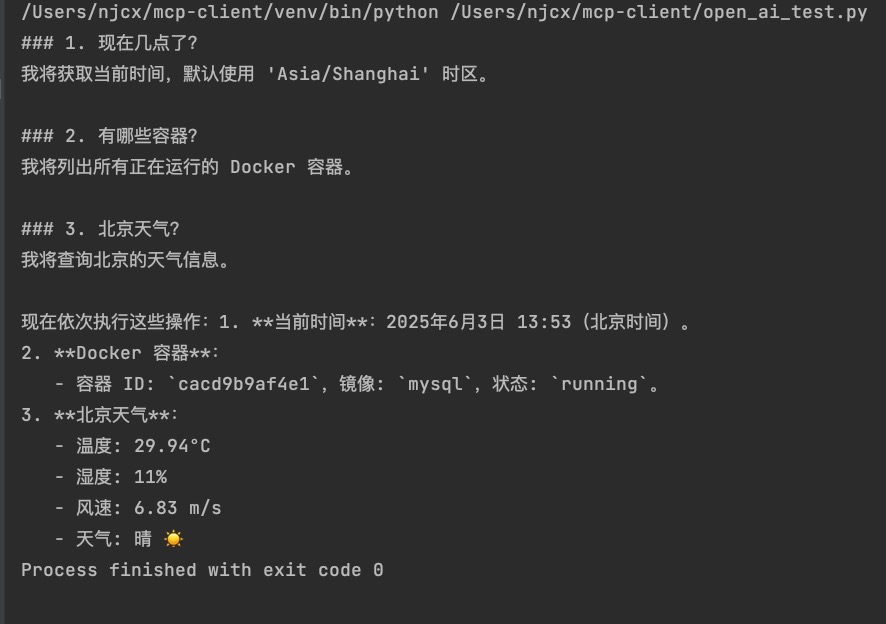 /Users/njcx/mcp-client/venv/bin/python /Users/njcx/mcp-client/open_ai_test.py
### 1. 现在几点了?
我将获取当前时间，默认使用 'Asia/Shanghai' 时区。
### 2. 有哪些容器?
我将列出所有正在运行的 Docker 容器。
### 3. 北京天气?
我将查询北京的天气信息。
现在依次执行这些操作：1. **当前时间**：2025年6月3日 13:53（北京时间）。
2. **Docker 容器**：
   - 容器 ID: `cacd9b9af4e1`，镜像: `mysql`，状态: `running`。
3. **北京天气**：
   - 温度: 29.94°C
   - 湿度: 11%
   - 风速: 6.83 m/s
   - 天气: 晴 ☀️
Process finished with exit code 0